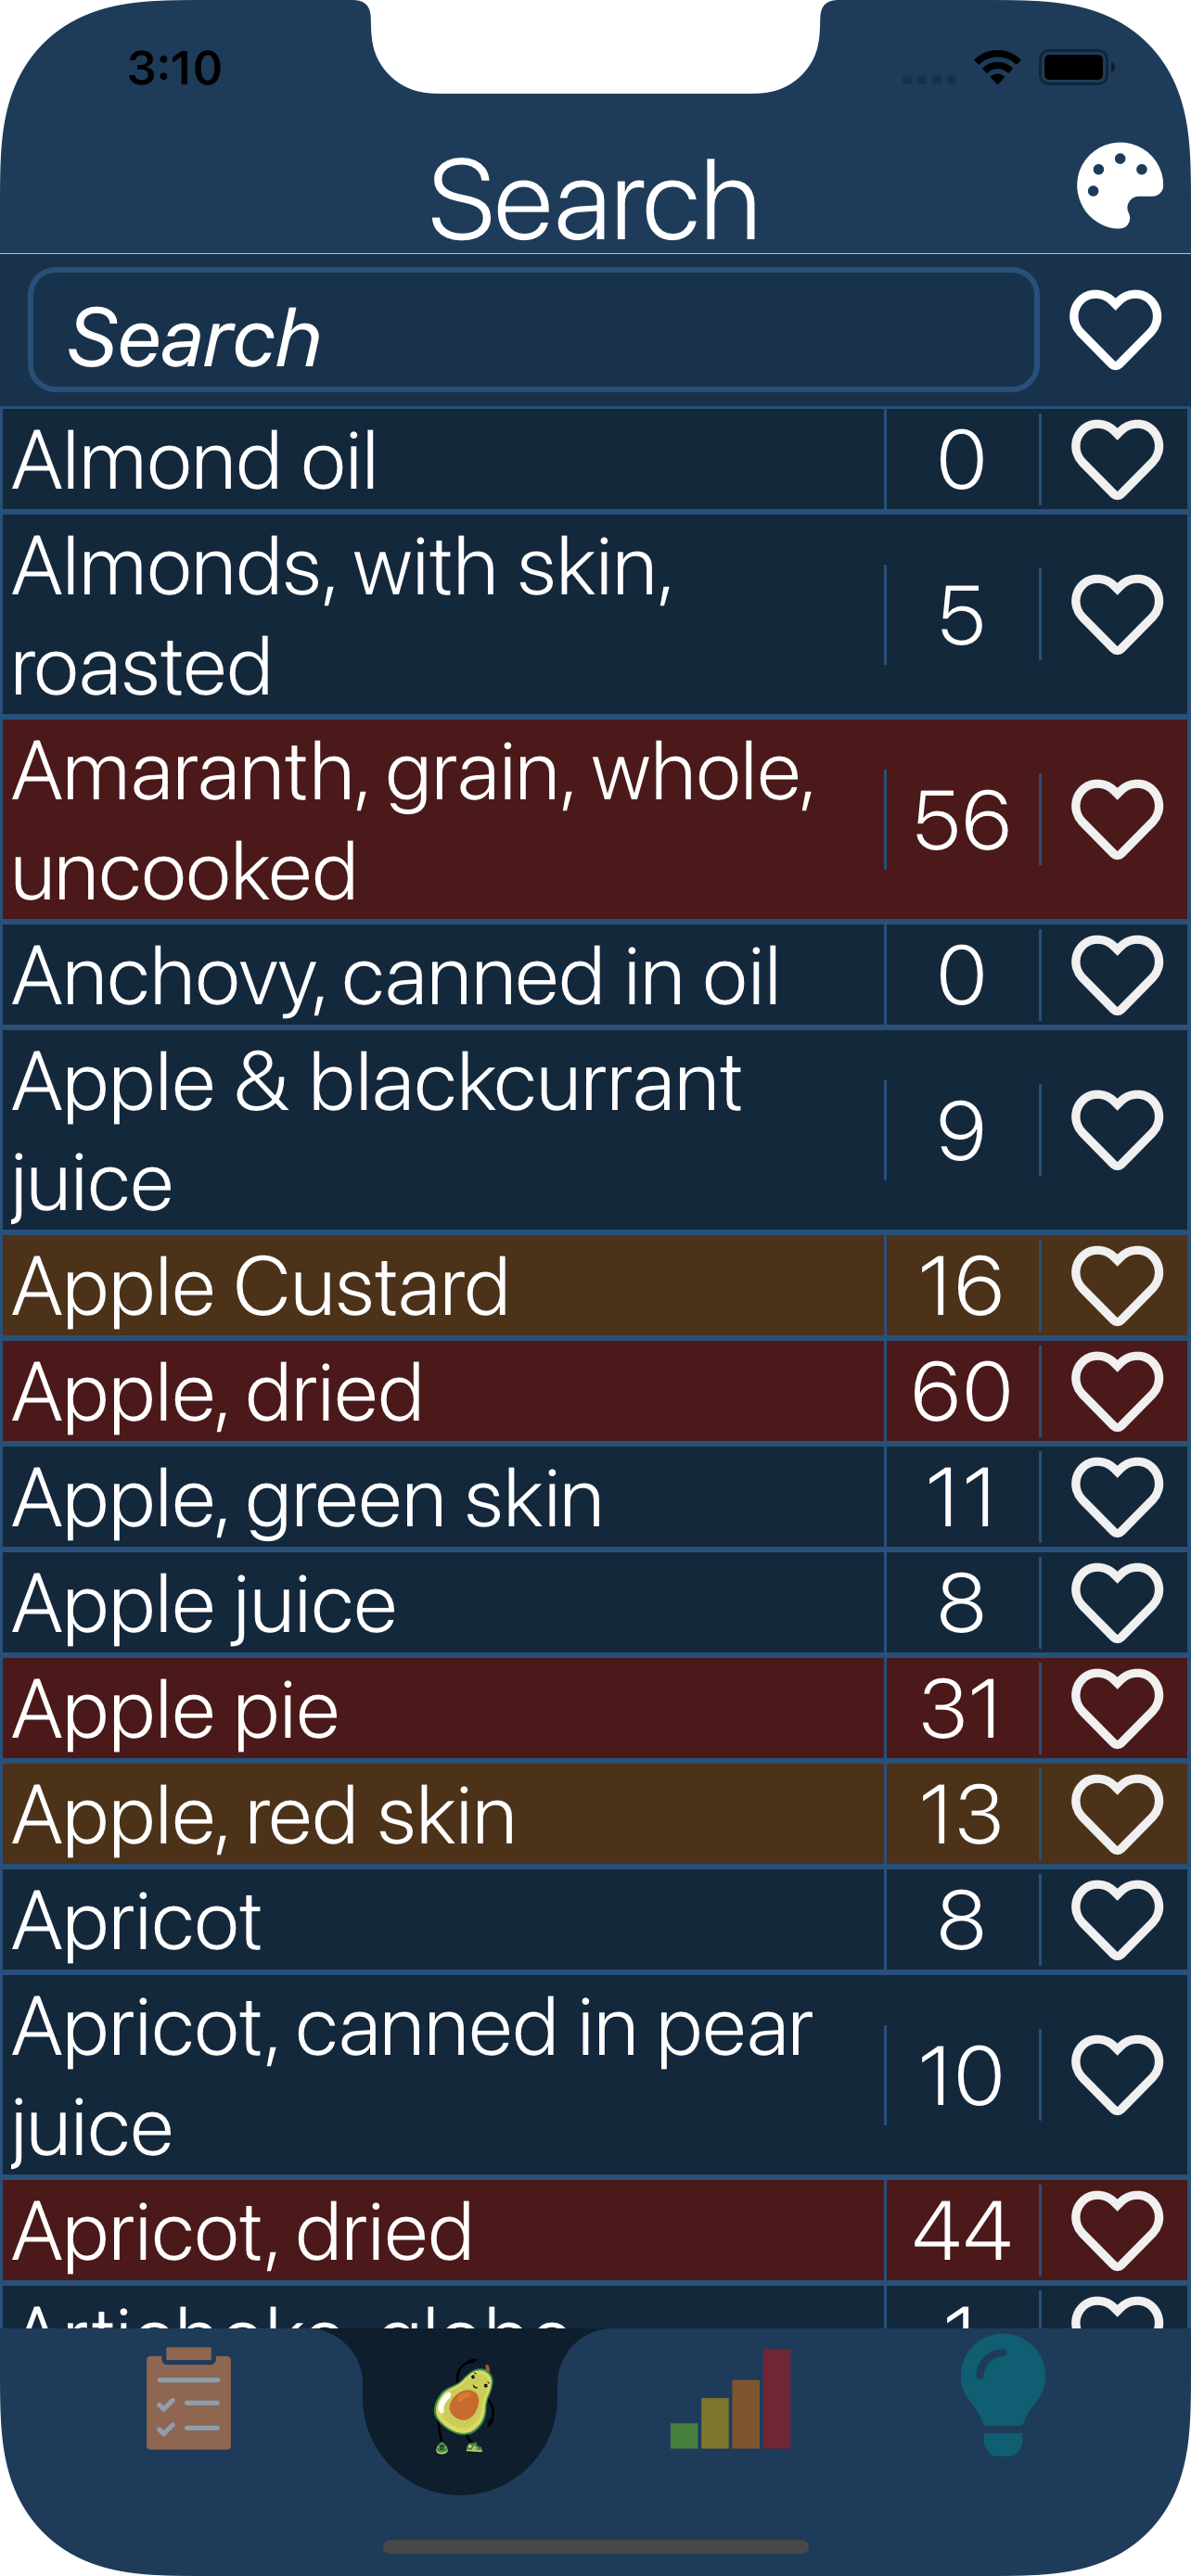 3:10
Search
Search
Almond oil 0
Almonds, with skin, 
roasted 5
Amaranth, grain, whole, 
uncooked 56
Anchovy, canned in oil 0
Apple & blackcurrant 
juice 9
Apple Custard 16
Apple, dried 60
Apple, green skin 11
Apple juice 8
Apple pie 31
Apple, red skin 13
Apricot 8
Apricot, canned in pear 
juice 10
Apricot, dried 44
Artichoke, globe 1